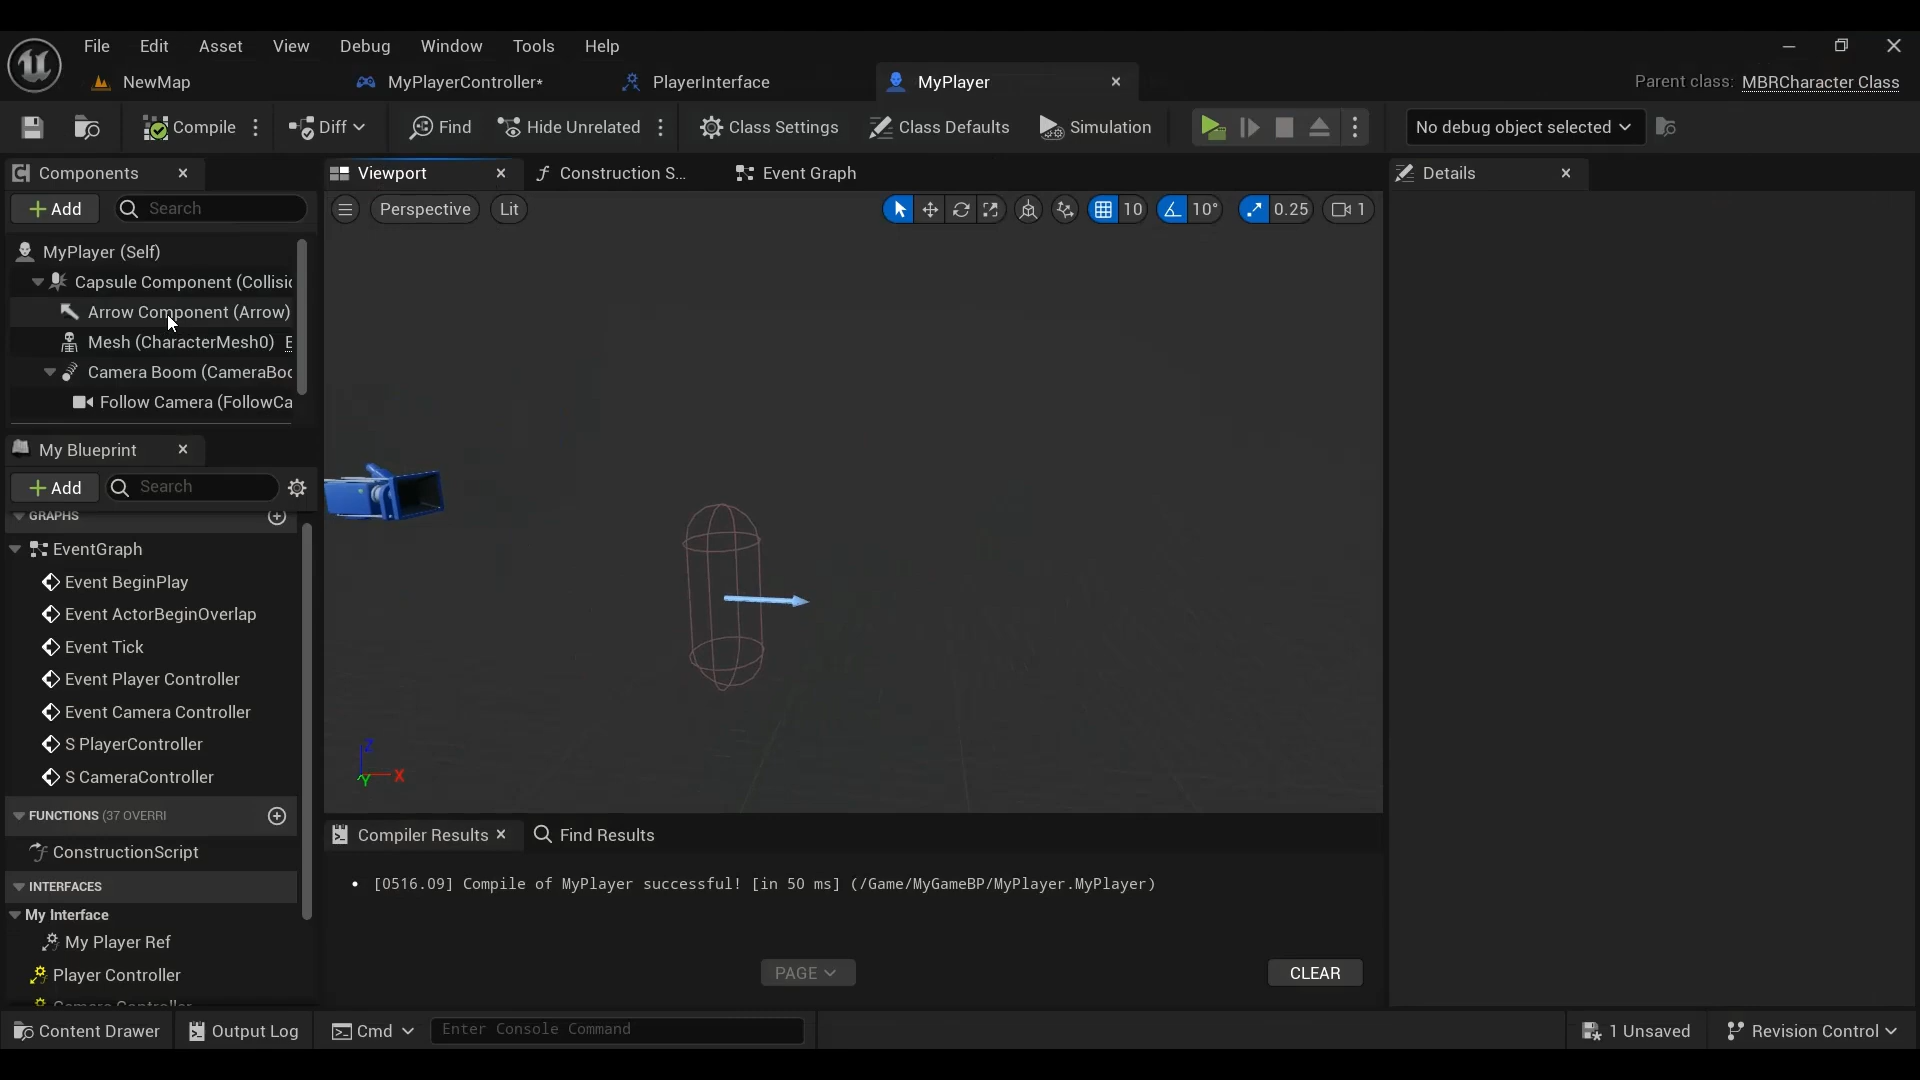 File Edit Asset View Debug Window Tools Help
NewMap MyPlayerController* PlayerInterface MyPlayer Parent class: MBRCharacter Class
Compile Diff Find Hide Unrelated Class Settings Class Defaults Simulation No debug object selected
Components
Viewport Construction S... Event Graph
Details
Add Search
Perspective Lit 10 10° 0.25 1
MyPlayer (Self)
Capsule Component (Collisio
Arrow Component (Arrow)
Mesh (CharacterMesh0) E
Camera Boom (CameraBoo
Follow Camera (FollowCa
My Blueprint
Add Search
GRAPHS
EventGraph
Event BeginPlay
Event ActorBeginOverlap
Event Tick
Event Player Controller
Event Camera Controller
S PlayerController
S CameraController
FUNCTIONS (37 OVERRI
ConstructionScript
INTERFACES
My Interface
My Player Ref
Player Controller
Camera Controller
Z
Y X
Compiler Results Find Results
• [0516.09] Compile of MyPlayer successful! [in 50 ms] (/Game/MyGameBP/MyPlayer.MyPlayer)
PAGE CLEAR
Content Drawer Output Log Cmd Enter Console Command 1 Unsaved Revision Control